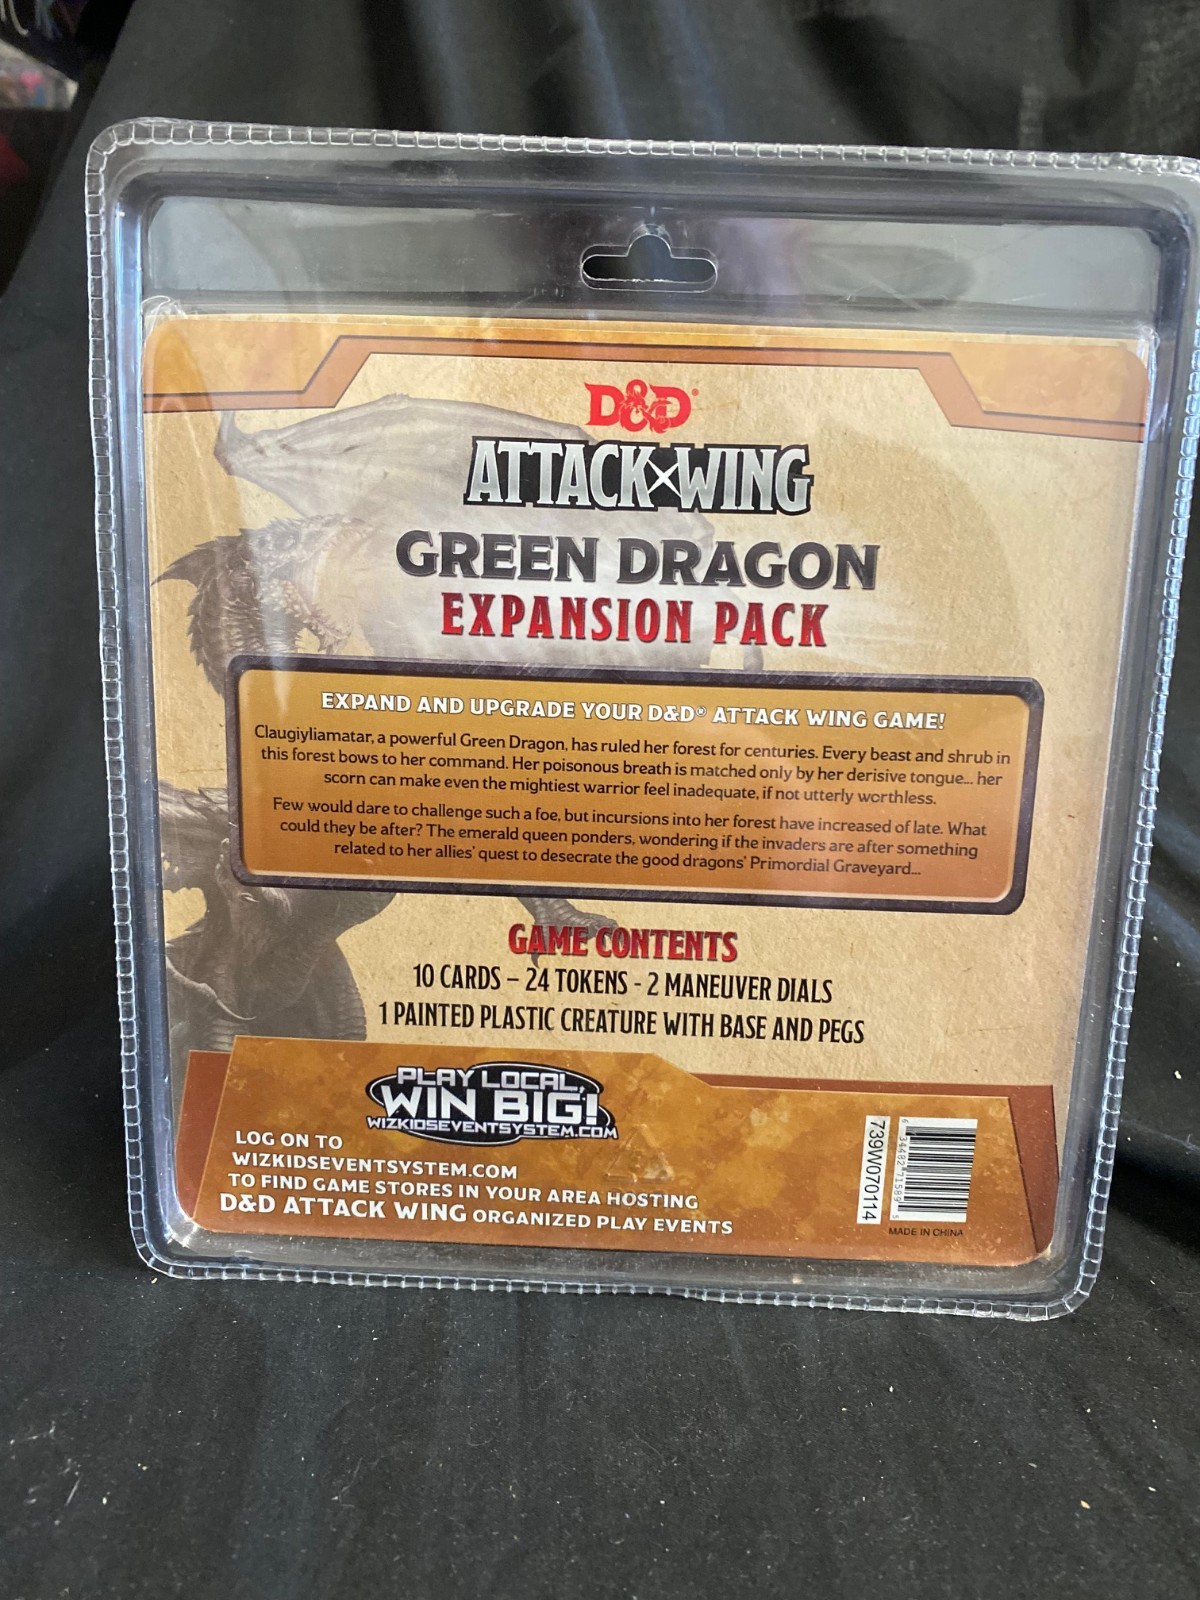 D&D®
ATTACK WING
GREEN DRAGON
EXPANSION PACK
EXPAND AND UPGRADE YOUR D&D® ATTACK WING GAME!
Claugiyliamatar, a powerful Green Dragon, has ruled her forest for centuries. Every beast and shrub in
this forest bows to her command. Her poisonous breath is matched only by her derisive tongue... her
scorn can make even the mightiest warrior feel inadequate, if not utterly worthless.
Few would dare to challenge such a foe, but incursions into her forest have increased of late. What
could they be after? The emerald queen ponders, wondering if the invaders are after something
related to her allies' quest to desecrate the good dragons' Primordial Graveyard...
GAME CONTENTS
10 CARDS – 24 TOKENS - 2 MANEUVER DIALS
1 PAINTED PLASTIC CREATURE WITH BASE AND PEGS
PLAY LOCAL,
WIN BIG!
WIZKIDSEVENTSYSTEM.COM
LOG ON TO
WIZKIDSEVENTSYSTEM.COM
TO FIND GAME STORES IN YOUR AREA HOSTING
D&D ATTACK WING ORGANIZED PLAY EVENTS
739W070114
6 34482 71589 5
MADE IN CHINA